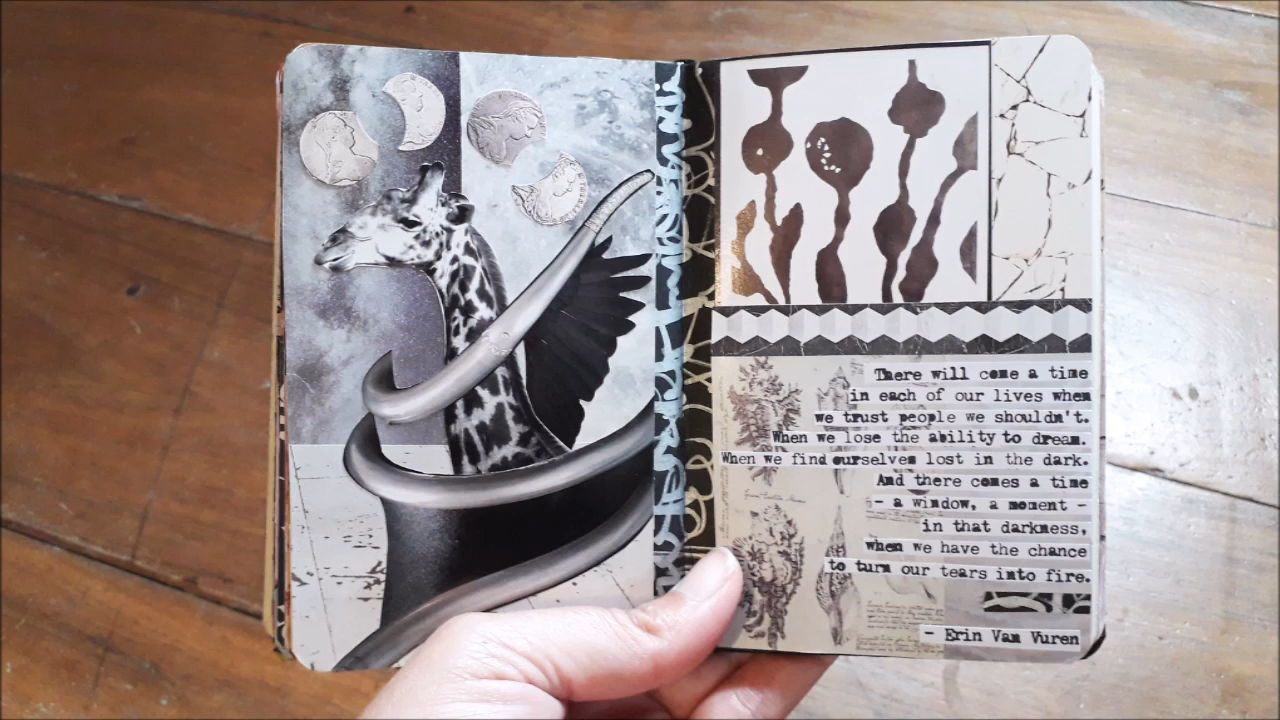 There will come a time
in each of our lives when
we trust people we shouldn't.
When we lose the ability to dream.
When we find ourselves lost in the dark.
And there comes a time
- a window, a moment -
in that darkness,
when we have the chance
to turn our tears into fire.
- Erin Van Vuren